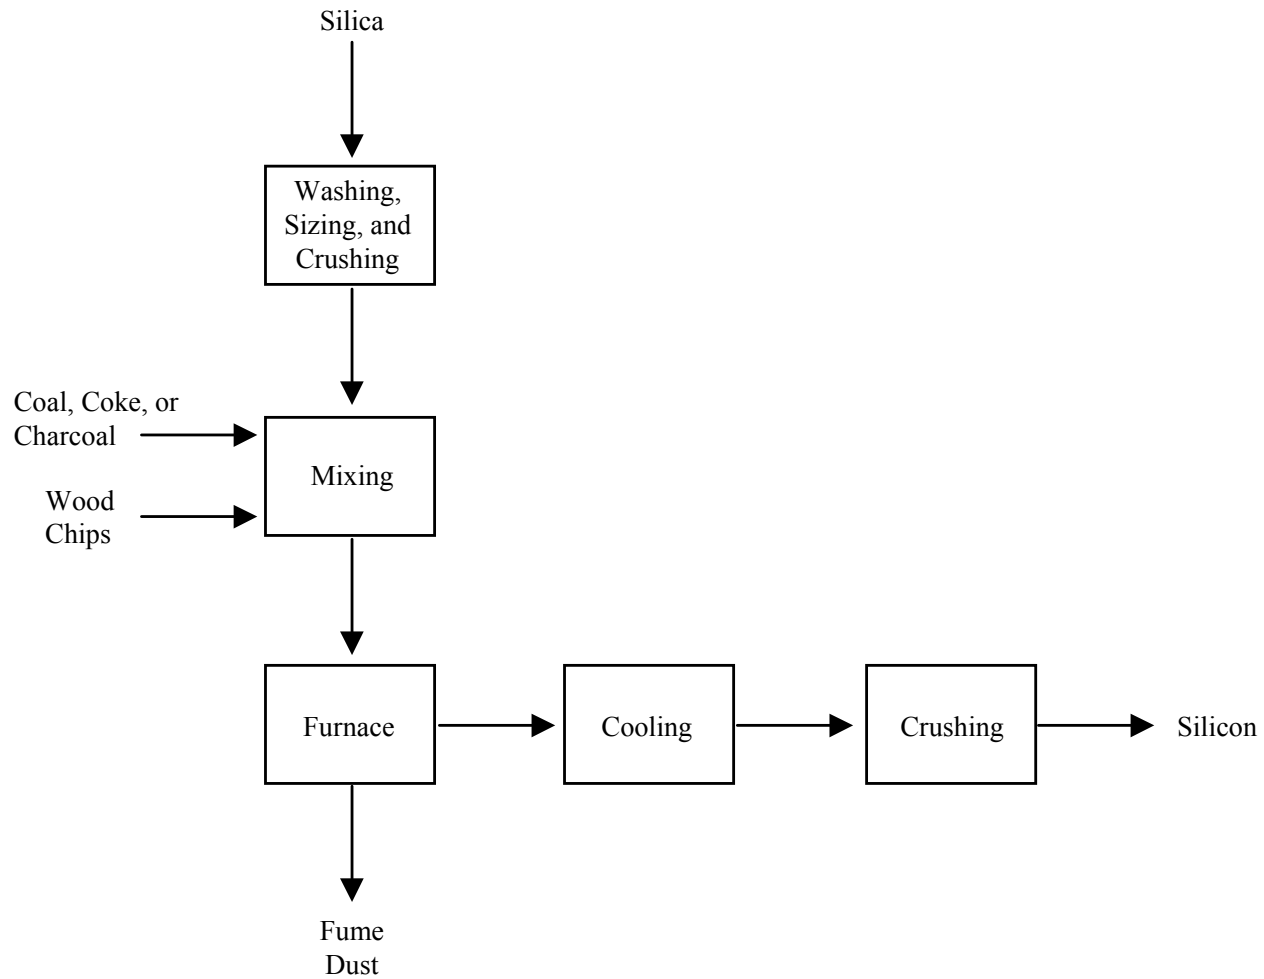 Silica
Washing,
Sizing, and
Crushing
Coal, Coke, or
Charcoal
Mixing
Wood
Chips
Furnace
Cooling
Crushing
Silicon
Fume
Dust